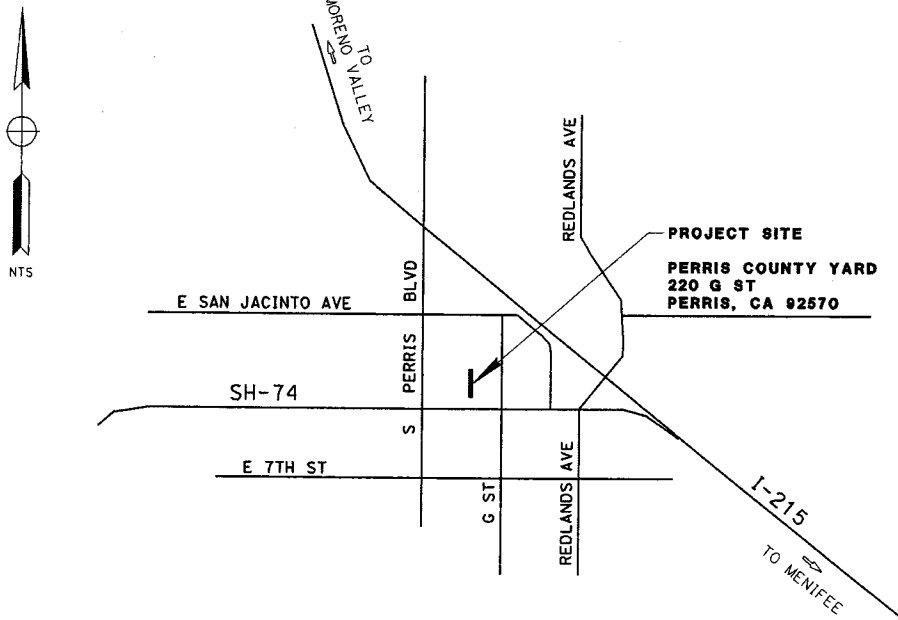 TO
MORENO VALLEY
NTS
REDLANDS AVE
PROJECT SITE
PERRIS COUNTY YARD
220 G ST
PERRIS, CA 92570
E SAN JACINTO AVE
S PERRIS BLVD
SH-74
E 7TH ST
G ST
REDLANDS AVE
I-215
TO MENIFEE